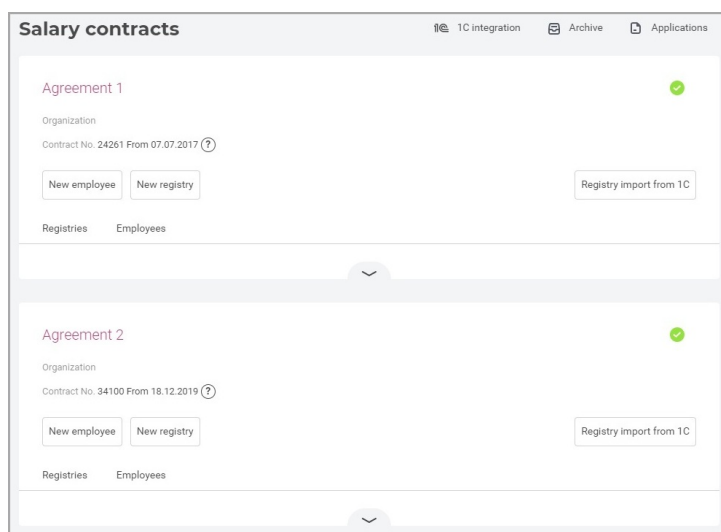 Salary contracts
1C integration
Archive
Applications
Agreement 1
Organization
Contract No. 24261 From 07.07.2017 ?
New employee
New registry
Registry import from 1C
Registries
Employees
Agreement 2
Organization
Contract No. 34100 From 18.12.2019 ?
New employee
New registry
Registry import from 1C
Registries
Employees